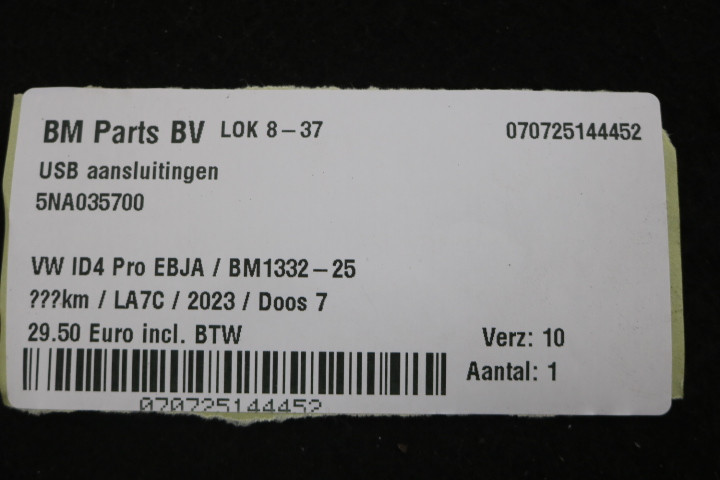 BM Parts BV LOK 8-37 070725144452
USB aansluitingen
5NA035700
VW ID4 Pro EBJA / BM1332-25
???km / LA7C / 2023 / Doos 7
29.50 Euro incl. BTW Verz: 10
Aantal: 1
070725144452